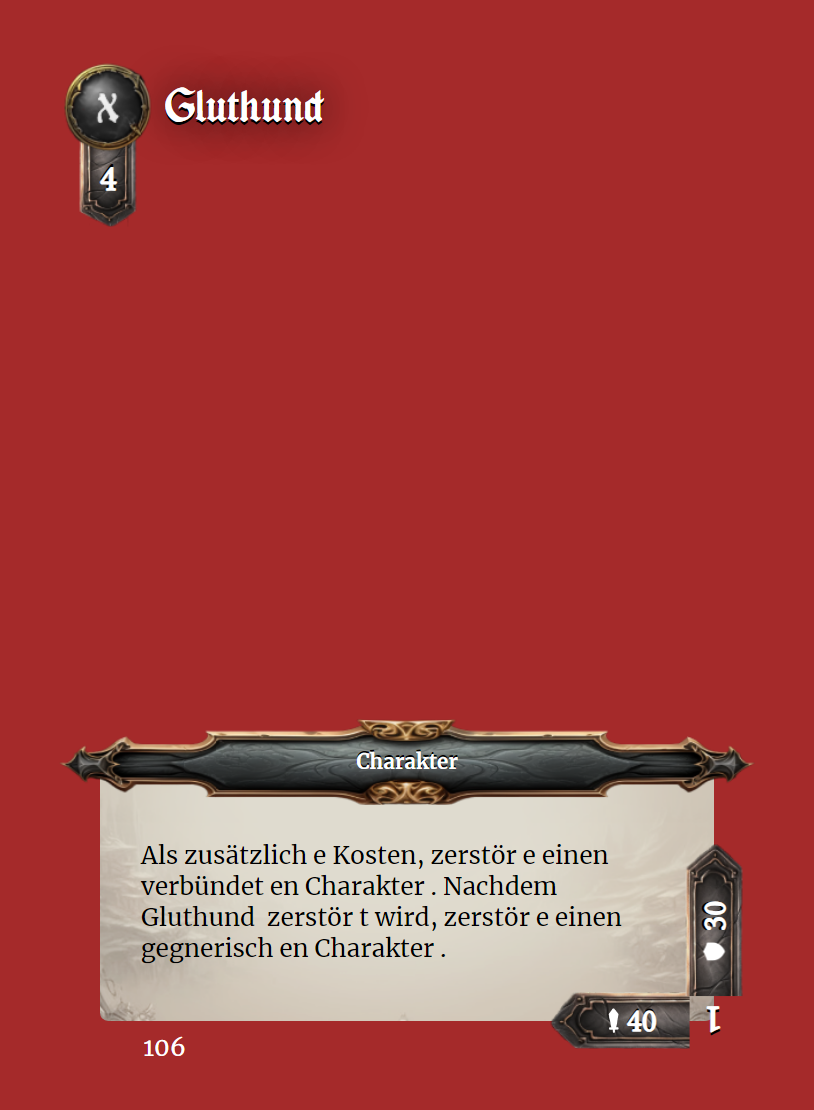 Gluthund
4
Charakter
Als zusätzlich e Kosten, zerstör e einen
verbündet en Charakter . Nachdem
Gluthund  zerstör t wird, zerstör e einen
gegnerisch en Charakter .
30
40
1
106